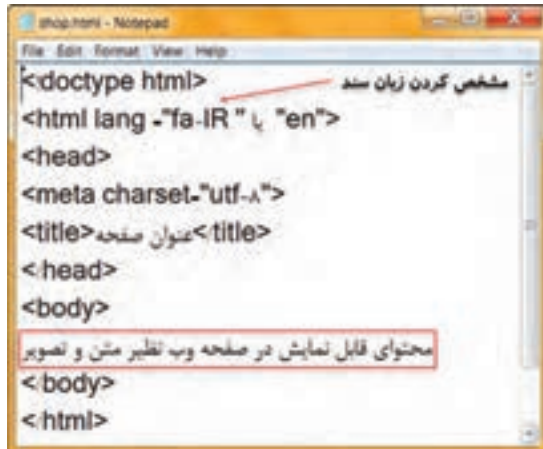 shop.html - Notepad
File Edit Format View Help
<doctype html>
مشخص کردن زبان سند
<html lang ="fa-IR " یا "en">
<head>
<meta charset="utf-۸">
<title>عنوان صفحه</title>
</head>
<body>
محتوای قابل نمایش در صفحه وب نظیر متن و تصویر
</body>
</html>